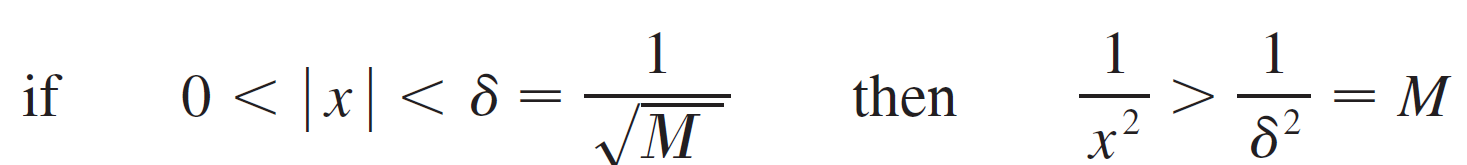 if 0 < |x| < δ = 1/√M then 1/x² > 1/δ² = M